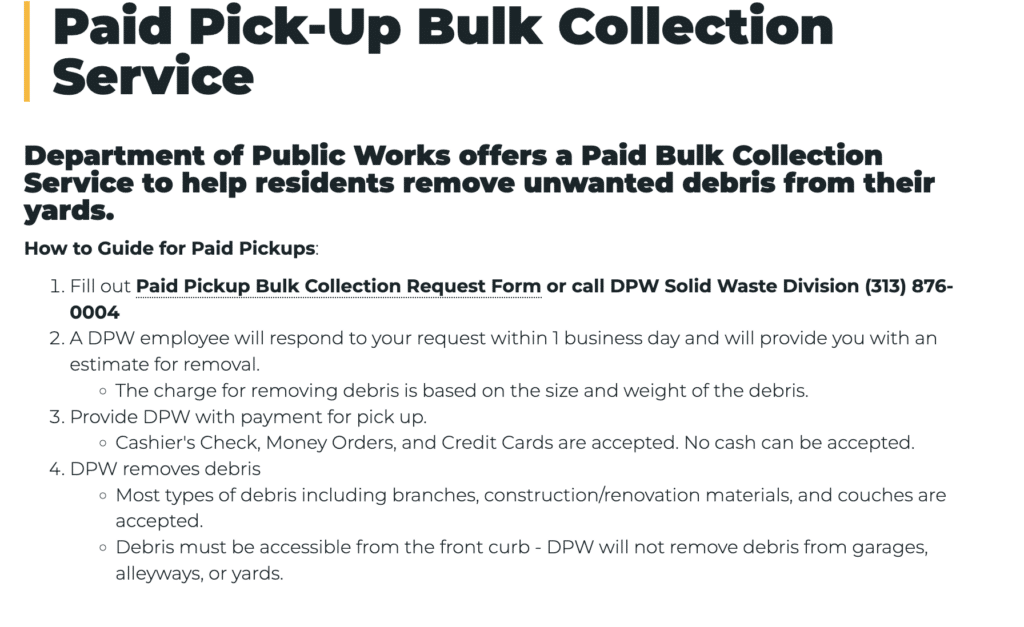 Paid Pick-Up Bulk Collection
Service
Department of Public Works offers a Paid Bulk Collection
Service to help residents remove unwanted debris from their
yards.
How to Guide for Paid Pickups:
1. Fill out Paid Pickup Bulk Collection Request Form or call DPW Solid Waste Division (313) 876-
0004
2. A DPW employee will respond to your request within 1 business day and will provide you with an
estimate for removal.
◦ The charge for removing debris is based on the size and weight of the debris.
3. Provide DPW with payment for pick up.
◦ Cashier's Check, Money Orders, and Credit Cards are accepted. No cash can be accepted.
4. DPW removes debris
◦ Most types of debris including branches, construction/renovation materials, and couches are
accepted.
◦ Debris must be accessible from the front curb - DPW will not remove debris from garages,
alleyways, or yards.